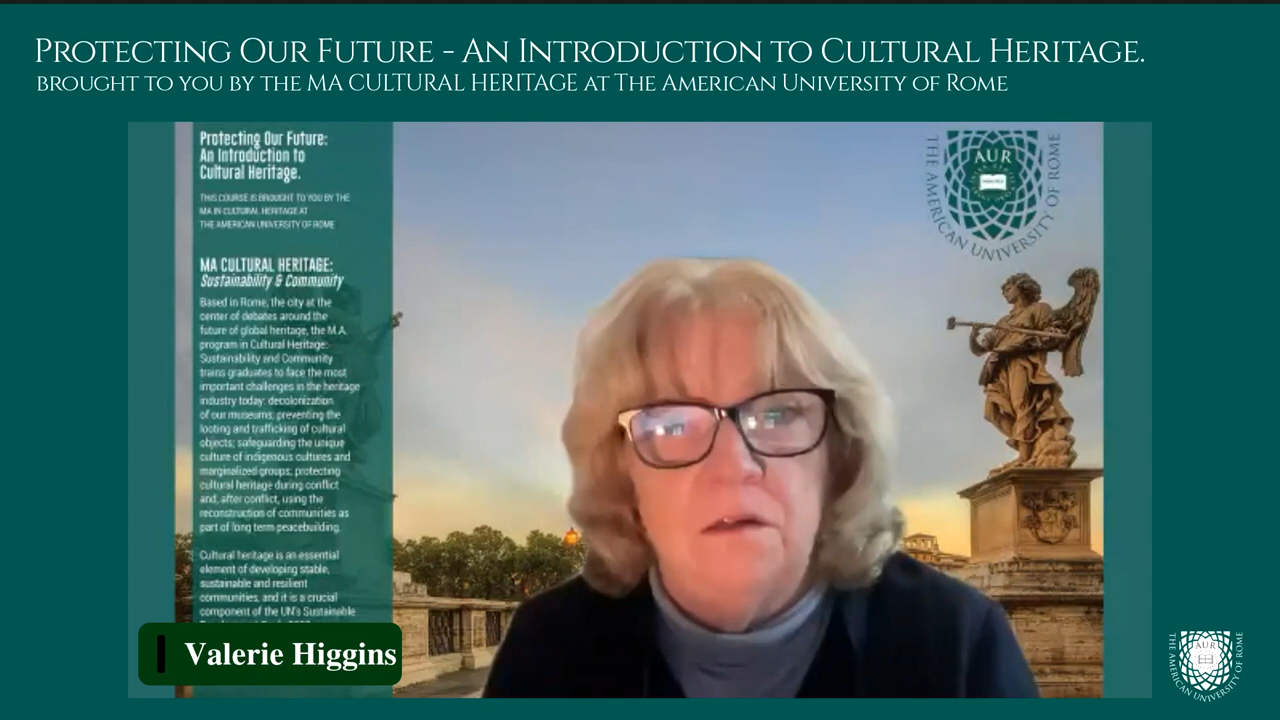 PROTECTING OUR FUTURE - AN INTRODUCTION TO CULTURAL HERITAGE.
BROUGHT TO YOU BY THE MA CULTURAL HERITAGE AT THE AMERICAN UNIVERSITY OF ROME
Protecting Our Future:
An Introduction to
Cultural Heritage.
THIS COURSE IS BROUGHT TO YOU BY THE
MA IN CULTURAL HERITAGE AT
THE AMERICAN UNIVERSITY OF ROME
MA CULTURAL HERITAGE:
Sustainability & Community
Based in Rome, the city at the
center of debates around the
future of global heritage, the M.A.
program in Cultural Heritage:
Sustainability and Community
trains graduates to face the most
important challenges in the heritage
industry today: decolonization
of our museums; preventing the
looting and trafficking of cultural
objects; safeguarding the unique
culture of indigenous cultures and
marginalized groups; protecting
cultural heritage during conflict
and, after conflict, using the
reconstruction of communities as
part of long term peacebuilding.
Cultural heritage is an essential
element of developing stable,
sustainable and resilient
communities, and it is a crucial
component of the UN's Sustainable
Valerie Higgins
AUR
THE AMERICAN UNIVERSITY OF ROME
AUR
THE AMERICAN UNIVERSITY OF ROME